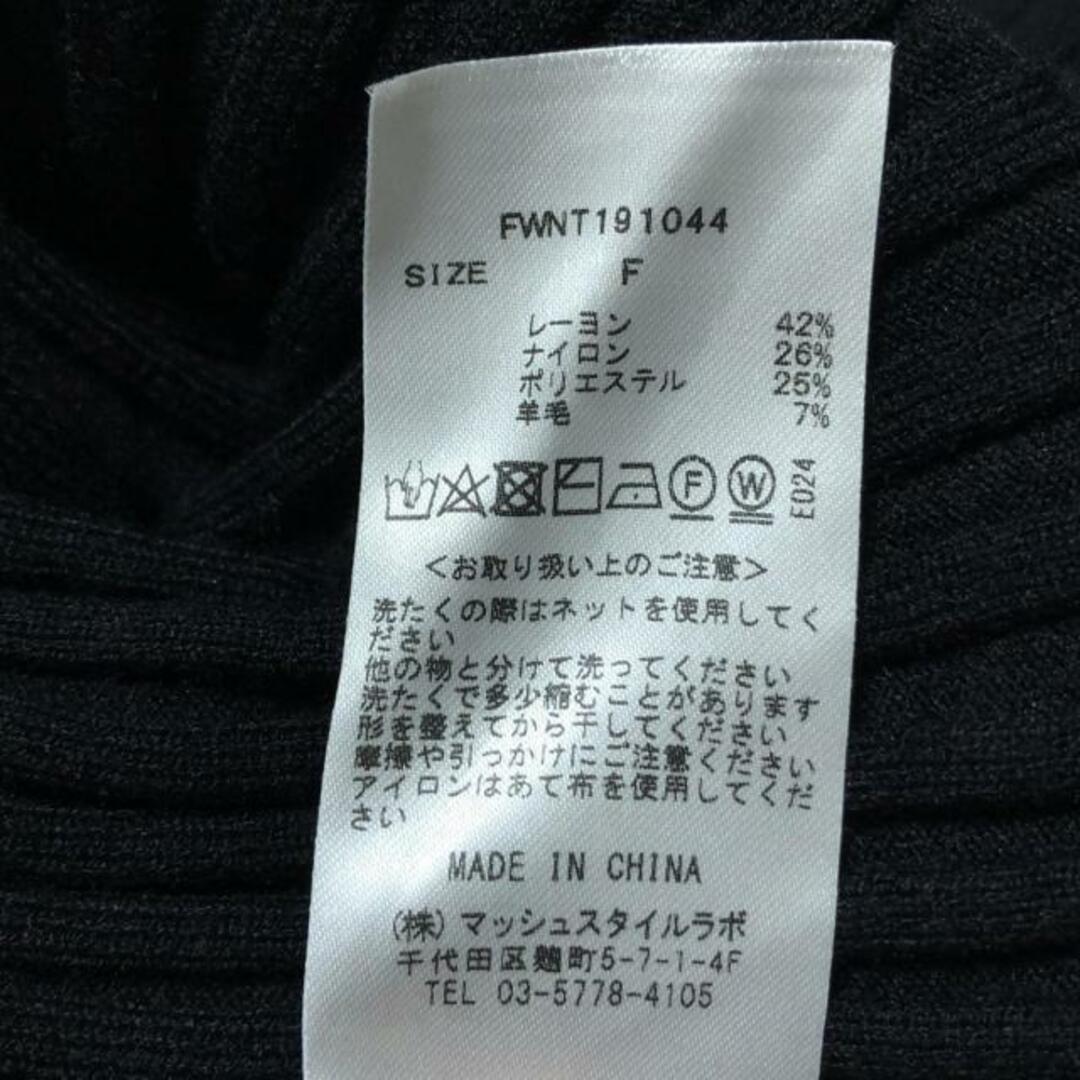 FWNT191044
SIZE F
レーヨン 42%
ナイロン 26%
ポリエステル 25%
羊毛 7%
F W E024
<お取り扱い上のご注意>
洗たくの際はネットを使用してく
ださい
他の物と分けて洗ってください
洗たくで多少縮むことがあります
形を整えてから干してください
摩擦や引っかけにご注意ください
アイロンはあて布を使用してくだ
さい
MADE IN CHINA
(株) マッシュスタイルラボ
千代田区麹町5-7-1-4F
TEL 03-5778-4105